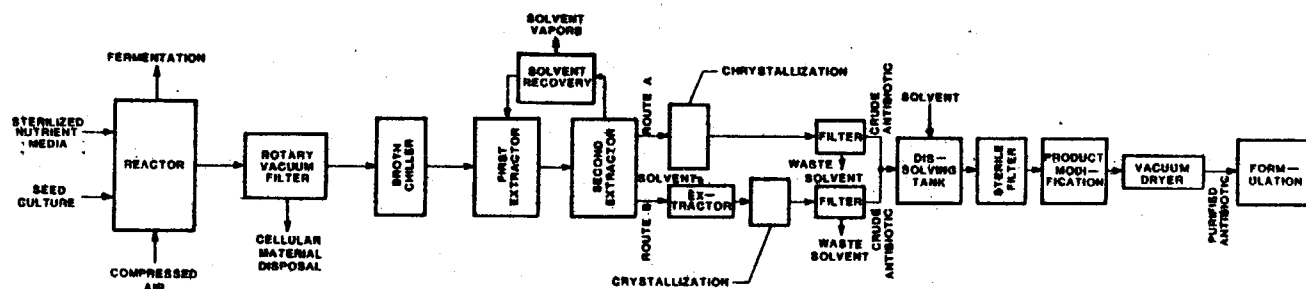 SOLVENT
VAPORS
FERMENTATION
SOLVENT
RECOVERY
CHRYSTALLIZATION
STERILIZED
NUTRIENT
MEDIA
SEED
CULTURE
REACTOR
COMPRESSED
AIR
ROTARY
VACUUM
FILTER
CELLULAR
MATERIAL
DISPOSAL
BROTH
CHILLER
FIRST
EXTRACTOR
SECOND
EXTRACTOR
ROUTE A
FILTER
CRUDE
ANTIBIOTIC
WASTE
SOLVENT
SOLVENT
ROUTE B
EX-
TRACTOR
CRYSTALLIZATION
FILTER
CRUDE
ANTIBIOTIC
WASTE
SOLVENT
SOLVENT
DIS-
SOLVING
TANK
STERILE
FILTER
PRODUCT
MODI-
FICATION
VACUUM
DRYER
PURIFIED
ANTIBIOTIC
FORM-
ULATION